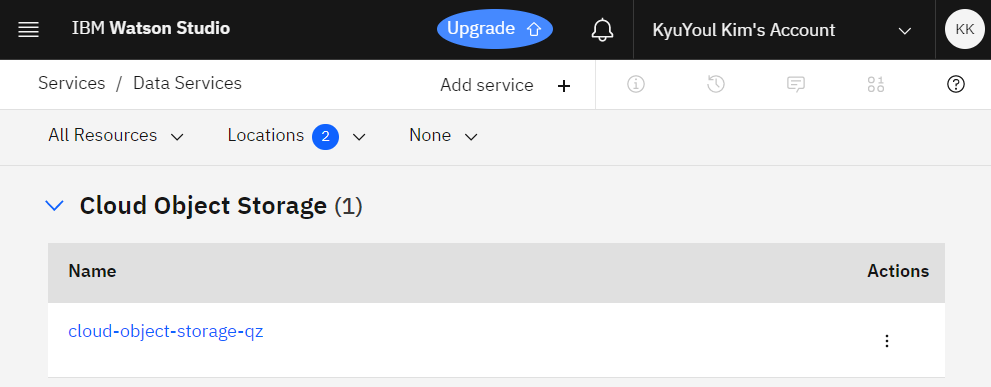 IBM Watson Studio Upgrade KyuYoul Kim's Account KK
Services / Data Services Add service +
All Resources Locations 2 None
Cloud Object Storage (1)
Name Actions
cloud-object-storage-qz